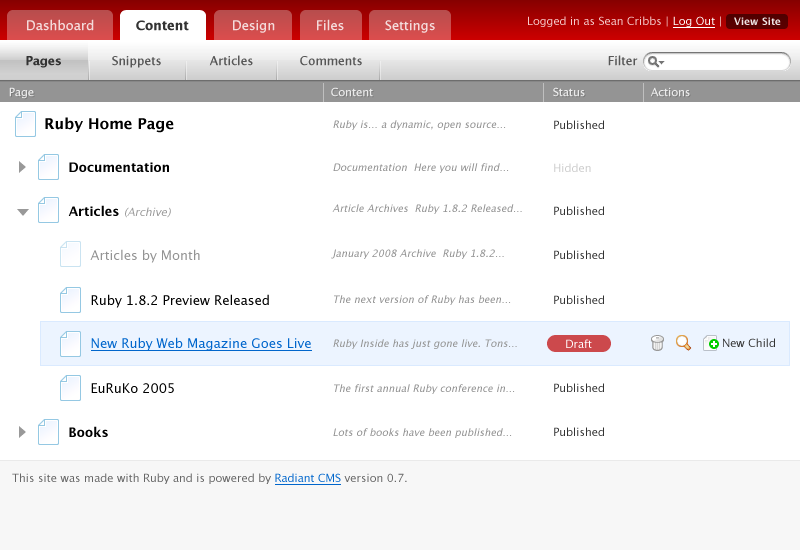 Dashboard Content Design Files Settings Logged in as Sean Cribbs | Log Out | View Site
Pages Snippets Articles Comments Filter
Page Content Status Actions
Ruby Home Page Ruby is... a dynamic, open source... Published
Documentation Documentation Here you will find... Hidden
Articles (Archive) Article Archives Ruby 1.8.2 Released... Published
Articles by Month January 2008 Archive Ruby 1.8.2... Published
Ruby 1.8.2 Preview Released The next version of Ruby has been... Published
New Ruby Web Magazine Goes Live Ruby Inside has just gone live. Tons... Draft New Child
EuRuKo 2005 The first annual Ruby conference in... Published
Books Lots of books have been published... Published
This site was made with Ruby and is powered by Radiant CMS version 0.7.